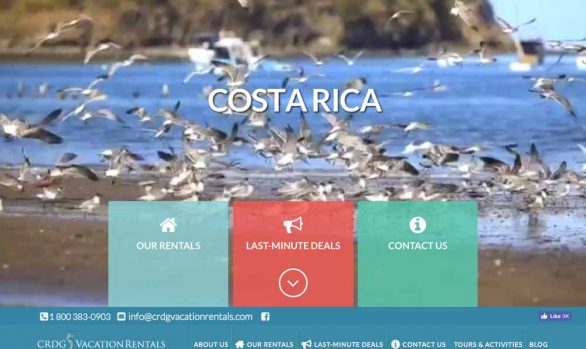 COSTA RICA
OUR RENTALS
LAST-MINUTE DEALS
CONTACT US
1 800 383-0903 info@crdgvacationrentals.com
Like 3K
CRDG VACATION RENTALS
ABOUT US OUR RENTALS LAST-MINUTE DEALS CONTACT US TOURS & ACTIVITIES BLOG